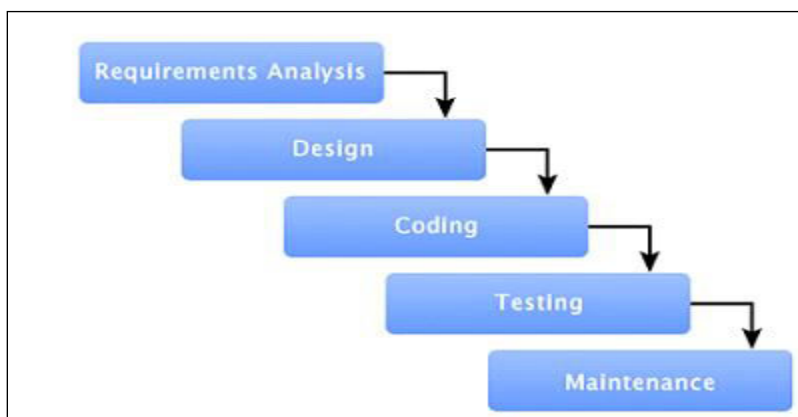 Requirements Analysis
Design
Coding
Testing
Maintenance